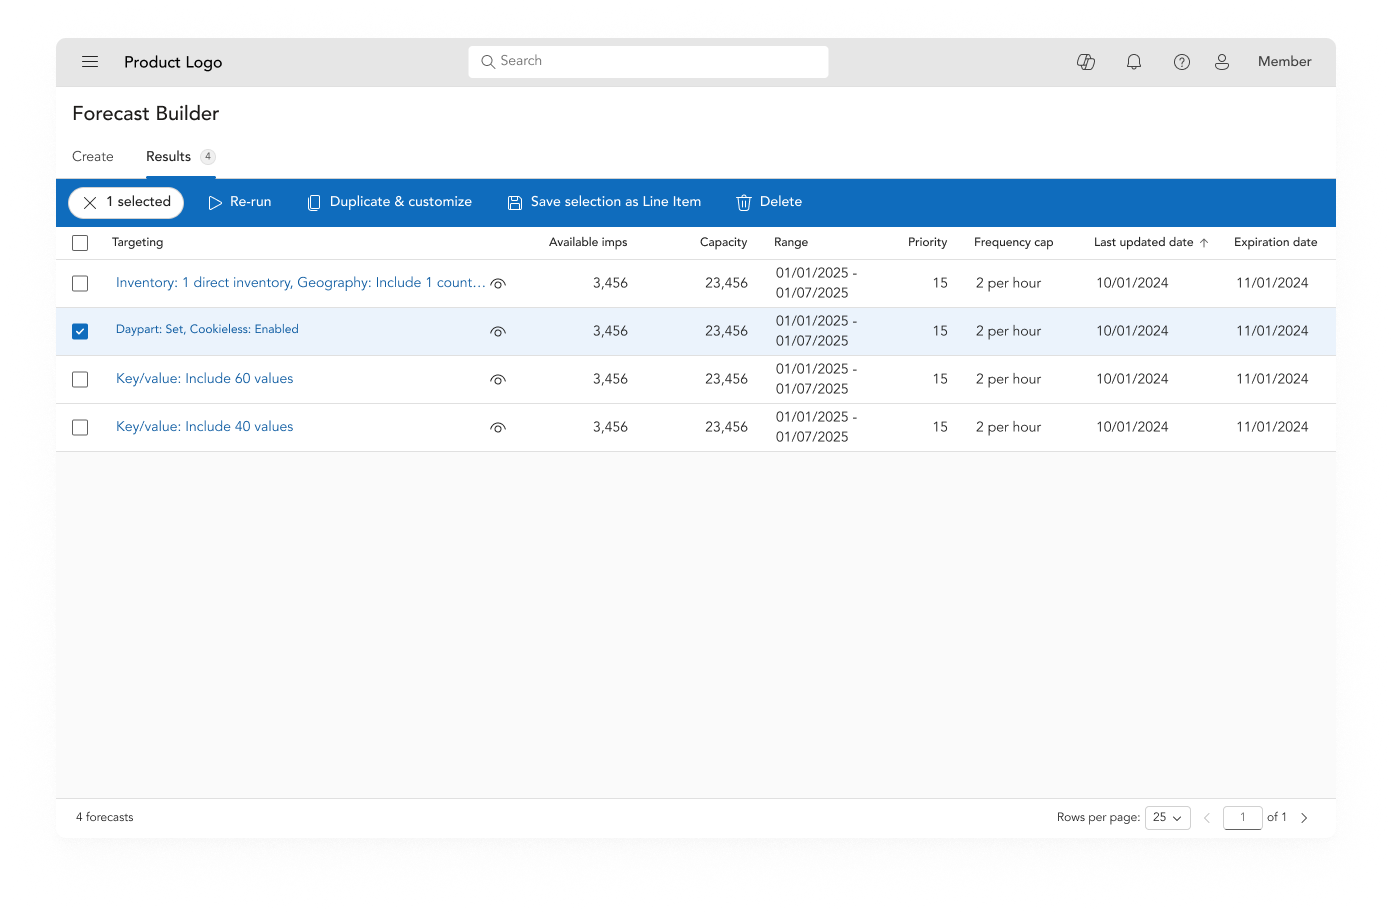 Product Logo
Search
Member
Forecast Builder
Create
Results 4
1 selected Re-run Duplicate & customize Save selection as Line Item Delete
Targeting Available imps Capacity Range Priority Frequency cap Last updated date Expiration date
Inventory: 1 direct inventory, Geography: Include 1 count... 3,456 23,456 01/01/2025 - 15 2 per hour 10/01/2024 11/01/2024
01/07/2025
Daypart: Set, Cookieless: Enabled 3,456 23,456 01/01/2025 - 15 2 per hour 10/01/2024 11/01/2024
01/07/2025
Key/value: Include 60 values 3,456 23,456 01/01/2025 - 15 2 per hour 10/01/2024 11/01/2024
01/07/2025
Key/value: Include 40 values 3,456 23,456 01/01/2025 - 15 2 per hour 10/01/2024 11/01/2024
01/07/2025
4 forecasts Rows per page: 25 1 of 1